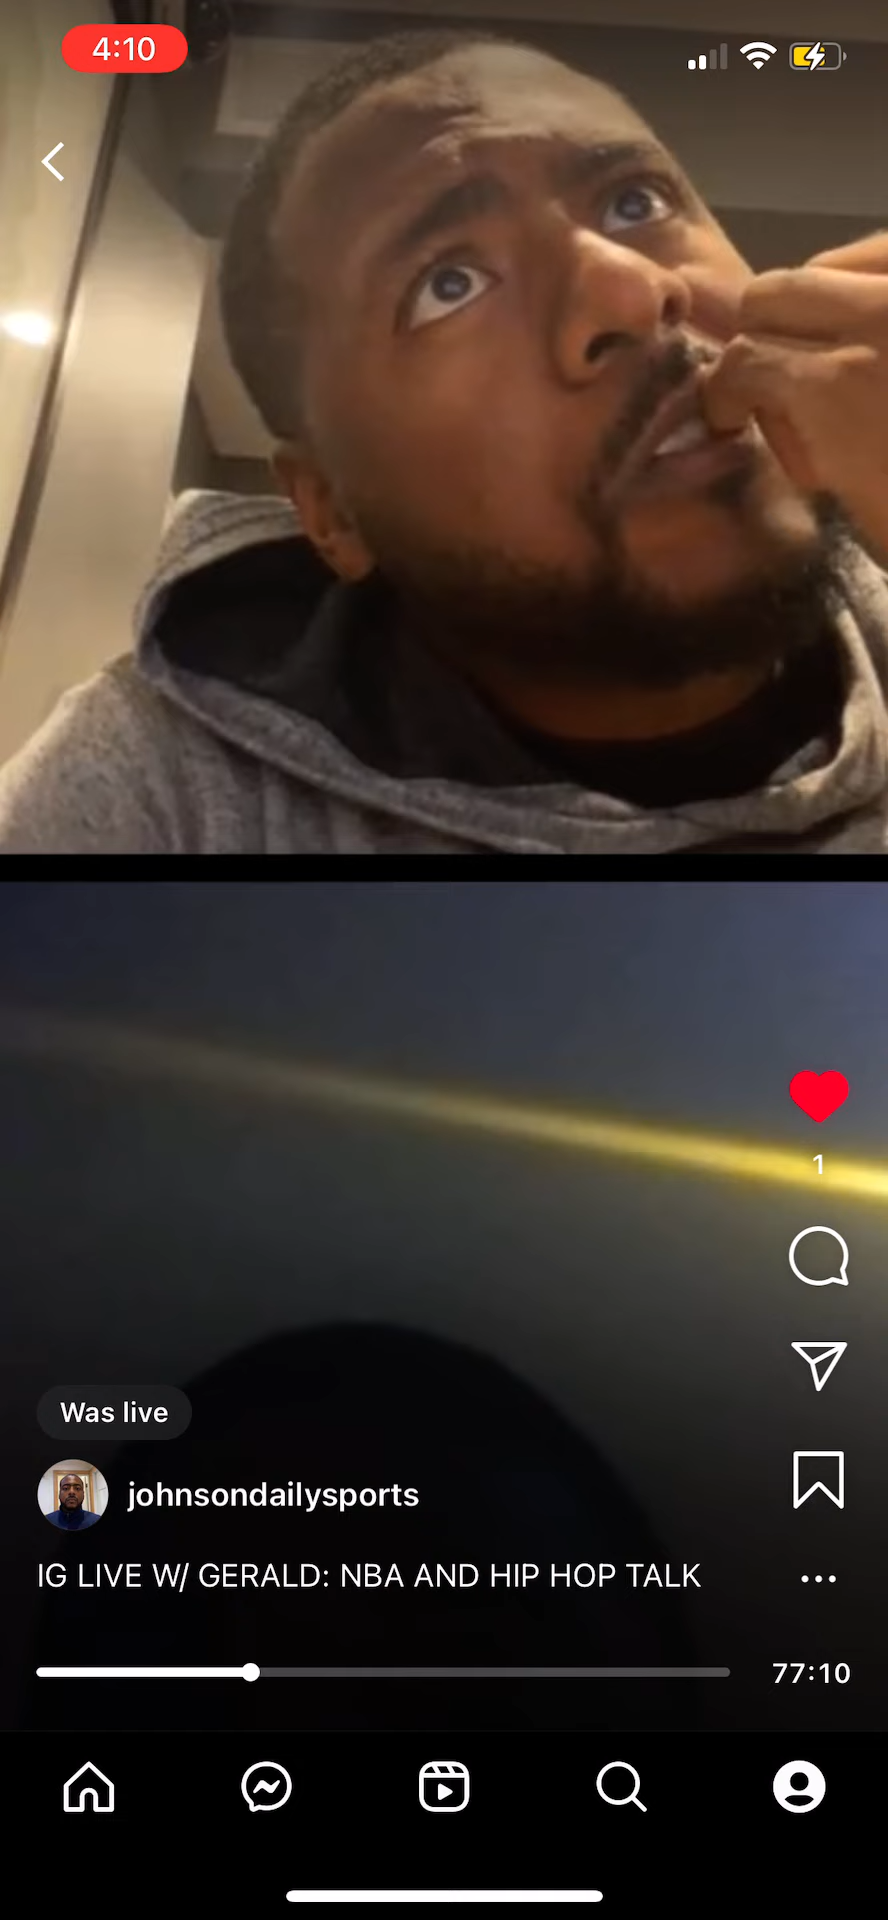 4:10
1
Was live
johnsondailysports
IG LIVE W/ GERALD: NBA AND HIP HOP TALK
77:10